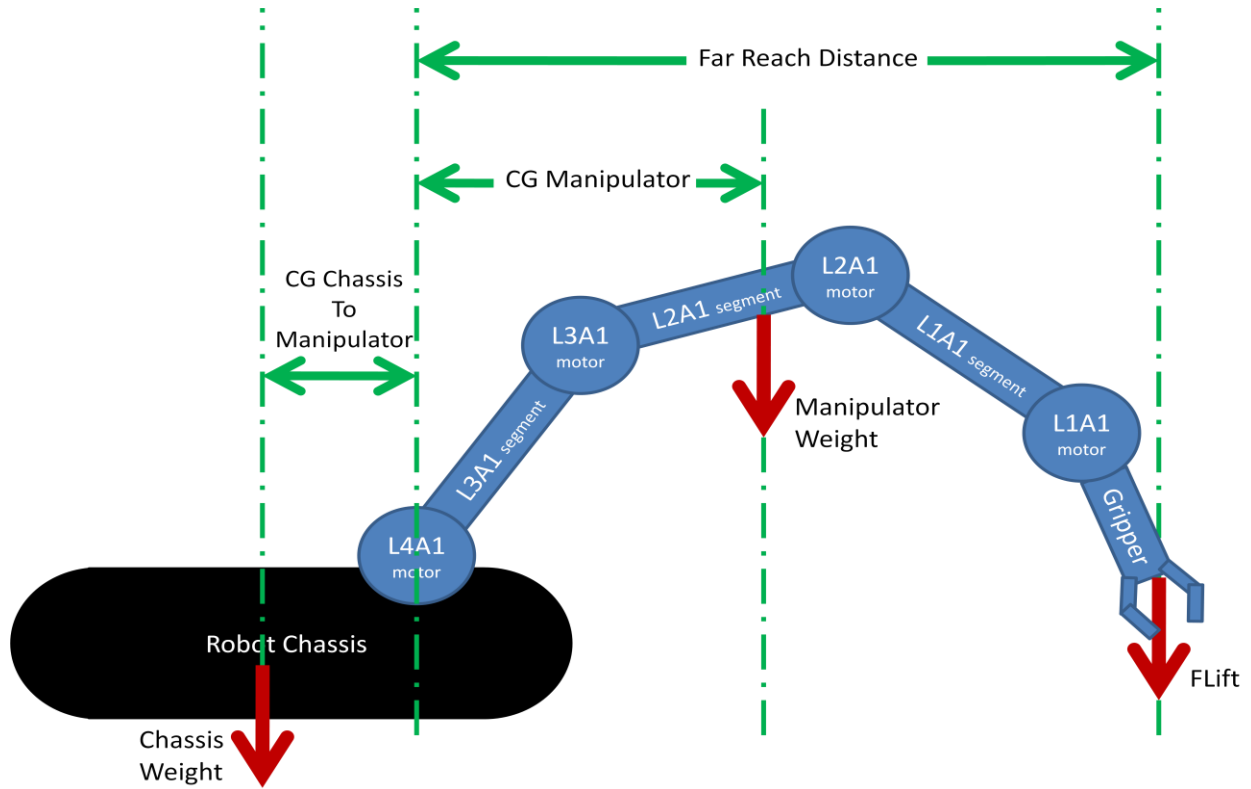 Far Reach Distance
CG Manipulator
CG Chassis
To
Manipulator
L2A1
motor
L2A1 segment
L3A1
motor
L1A1 segment
Manipulator
Weight
L1A1
motor
L3A1 segment
Gripper
L4A1
motor
Robot Chassis
FLift
Chassis
Weight